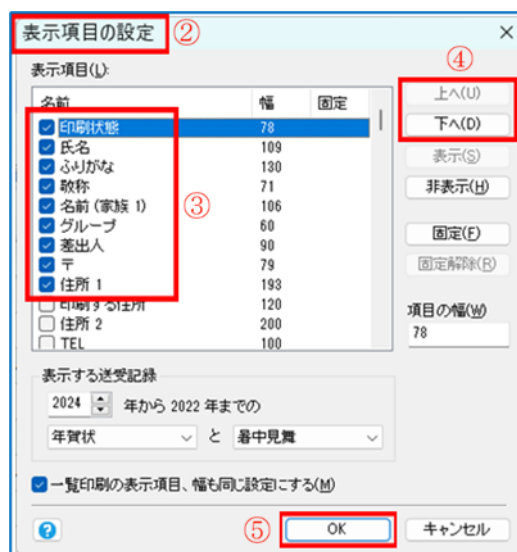 表示項目の設定 ②
表示項目(L):
④
名前 幅 固定
上へ(U)
印刷状態 78
下へ(D)
氏名 109
ふりがな 130
表示(S)
敬称 71
非表示(H)
名前 (家族 1) 106
③
グループ 60
差出人 90
固定(F)
〒 79
固定解除(R)
住所 1 193
印刷する住所 120
項目の幅(W)
住所 2 200
78
TEL 100
表示する送受記録
2024 年から 2022 年までの
年賀状 と 暑中見舞
一覧印刷の表示項目、幅も同じ設定にする(M)
? ⑤ OK キャンセル